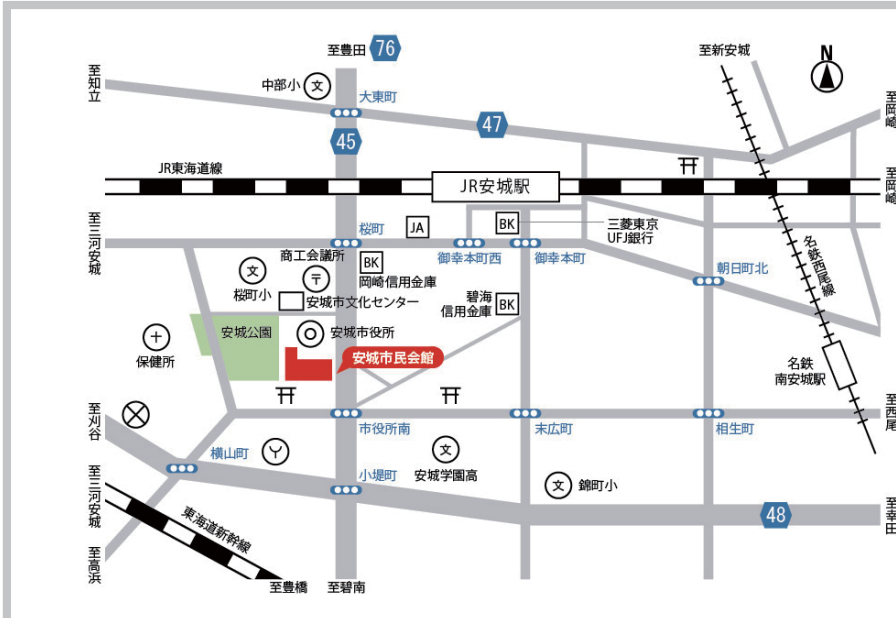 至豊田 76
至新安城
N
至知立
中部小 文
大東町
47
至岡崎
45
JR東海道線
JR安城駅
至岡崎
至三河安城
桜町
JA
BK
三菱東京
UFJ銀行
御幸本町西
御幸本町
名鉄西尾線
商工会議所
文
桜町小
〒
BK
岡崎信用金庫
朝日町北
安城市文化センター
碧海
信用金庫
BK
安城公園
安城市役所
保健所
安城市民会館
名鉄
南安城駅
至刈谷
市役所南
末広町
相生町
至西尾
横山町
文
安城学園高
小堤町
文 錦町小
至三河安城
48
至幸田
東海道新幹線
至高浜
至豊橋
至碧南